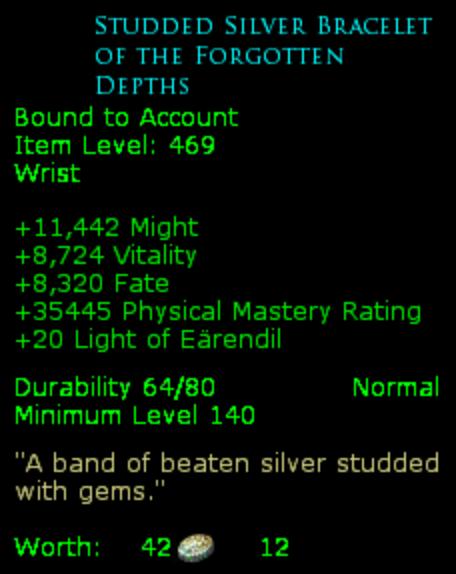 Studded Silver Bracelet
of the Forgotten
Depths
Bound to Account
Item Level: 469
Wrist
+11,442 Might
+8,724 Vitality
+8,320 Fate
+35445 Physical Mastery Rating
+20 Light of Eärendil
Durability 64/80 Normal
Minimum Level 140
"A band of beaten silver studded
with gems."
Worth: 42 12